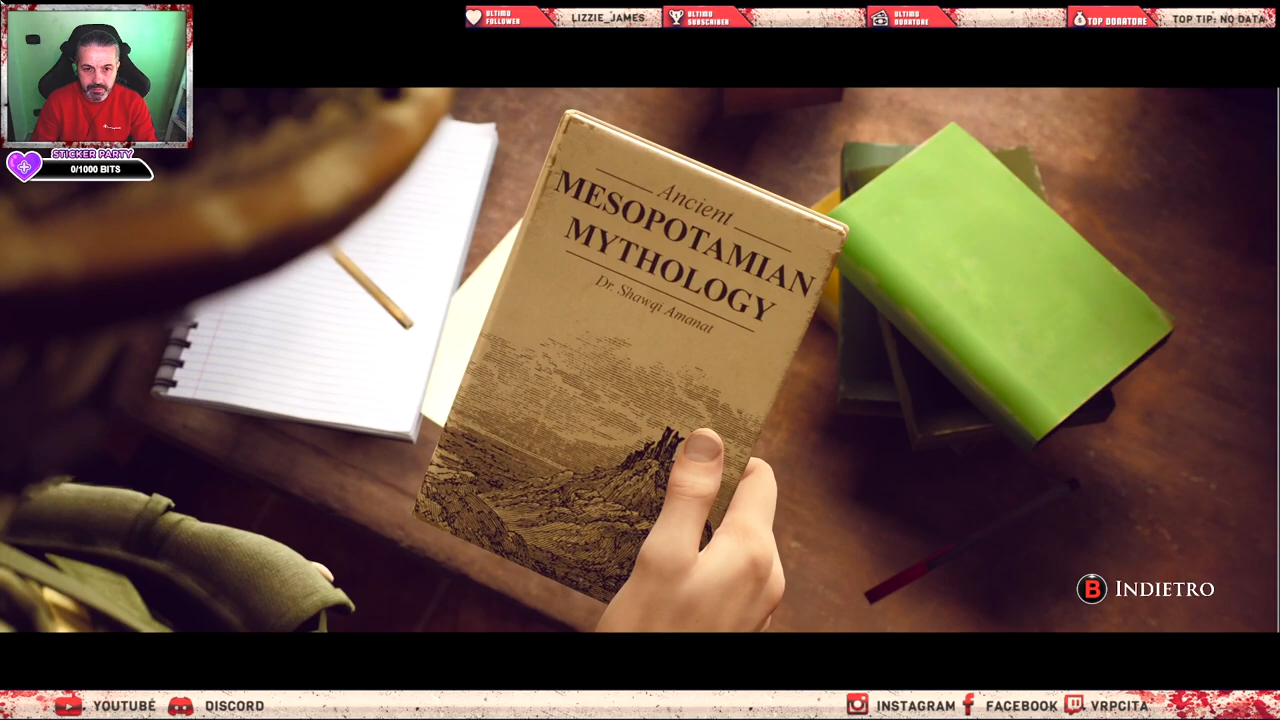 ULTIMO
FOLLOWER
LIZZIE_JAMES
ULTIMO
SUBSCRIBER
ULTIMO
DONATORE
TOP DONATORE
TOP TIP: NO DATA
STICKER PARTY
0/1000 BITS
Ancient
MESOPOTAMIAN
MYTHOLOGY
Dr. Shawqi Amanat
B INDIETRO
YOUTUBE
DISCORD
INSTAGRAM
FACEBOOK
VRPCITA